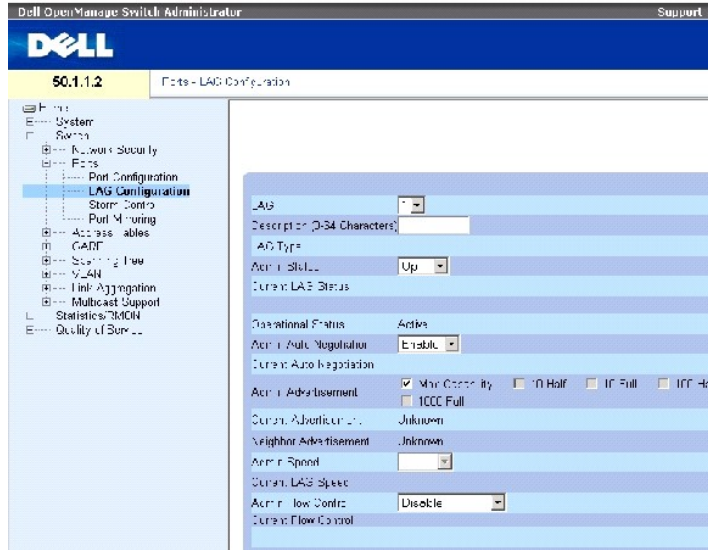 Dell OpenManage Switch Administrator
Support
DELL
50.1.1.2
Ports - LAG Configuration
Home
System
Switch
Network Security
Ports
Port Configuration
LAG Configuration
Storm Control
Port Mirroring
Address Tables
GARP
Spanning Tree
VLAN
Link Aggregation
Multicast Support
Statistics/RMON
Quality of Service
LAG
1
Description (0-64 Characters)
LAG Type
Admin Status
Up
Current LAG Status
Operational Status
Active
Admin Auto Negotiation
Enable
Current Auto Negotiation
Admin Advertisement
Max Capability
10 Half
10 Full
1000 Full
Current Advertisement
Unknown
Neighbor Advertisement
Unknown
Admin Speed
Current LAG Speed
Admin Flow Control
Disable
Current Flow Control